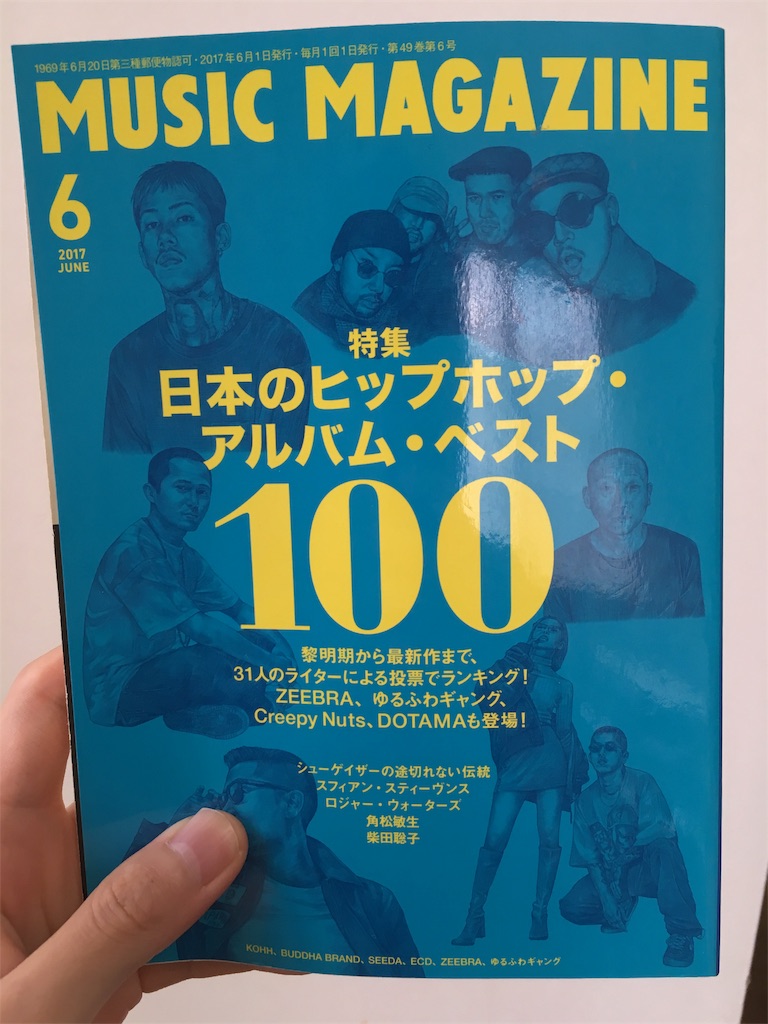 1969年6月20日第三種郵便物認可・2017年6月1日発行・毎月1回1日発行・第49巻第6号
MUSIC MAGAZINE
6
2017
JUNE
特集
日本のヒップホップ・
アルバム・ベスト
100
黎明期から最新作まで、
31人のライターによる投票でランキング!
ZEEBRA、ゆるふわギャング、
Creepy Nuts、DOTAMAも登場!
シューゲイザーの途切れない伝統
スフィアン・スティーヴンス
ロジャー・ウォーターズ
角松敏生
柴田聡子
KOHH、BUDDHA BRAND、SEEDA、ECD、ZEEBRA、ゆるふわギャング